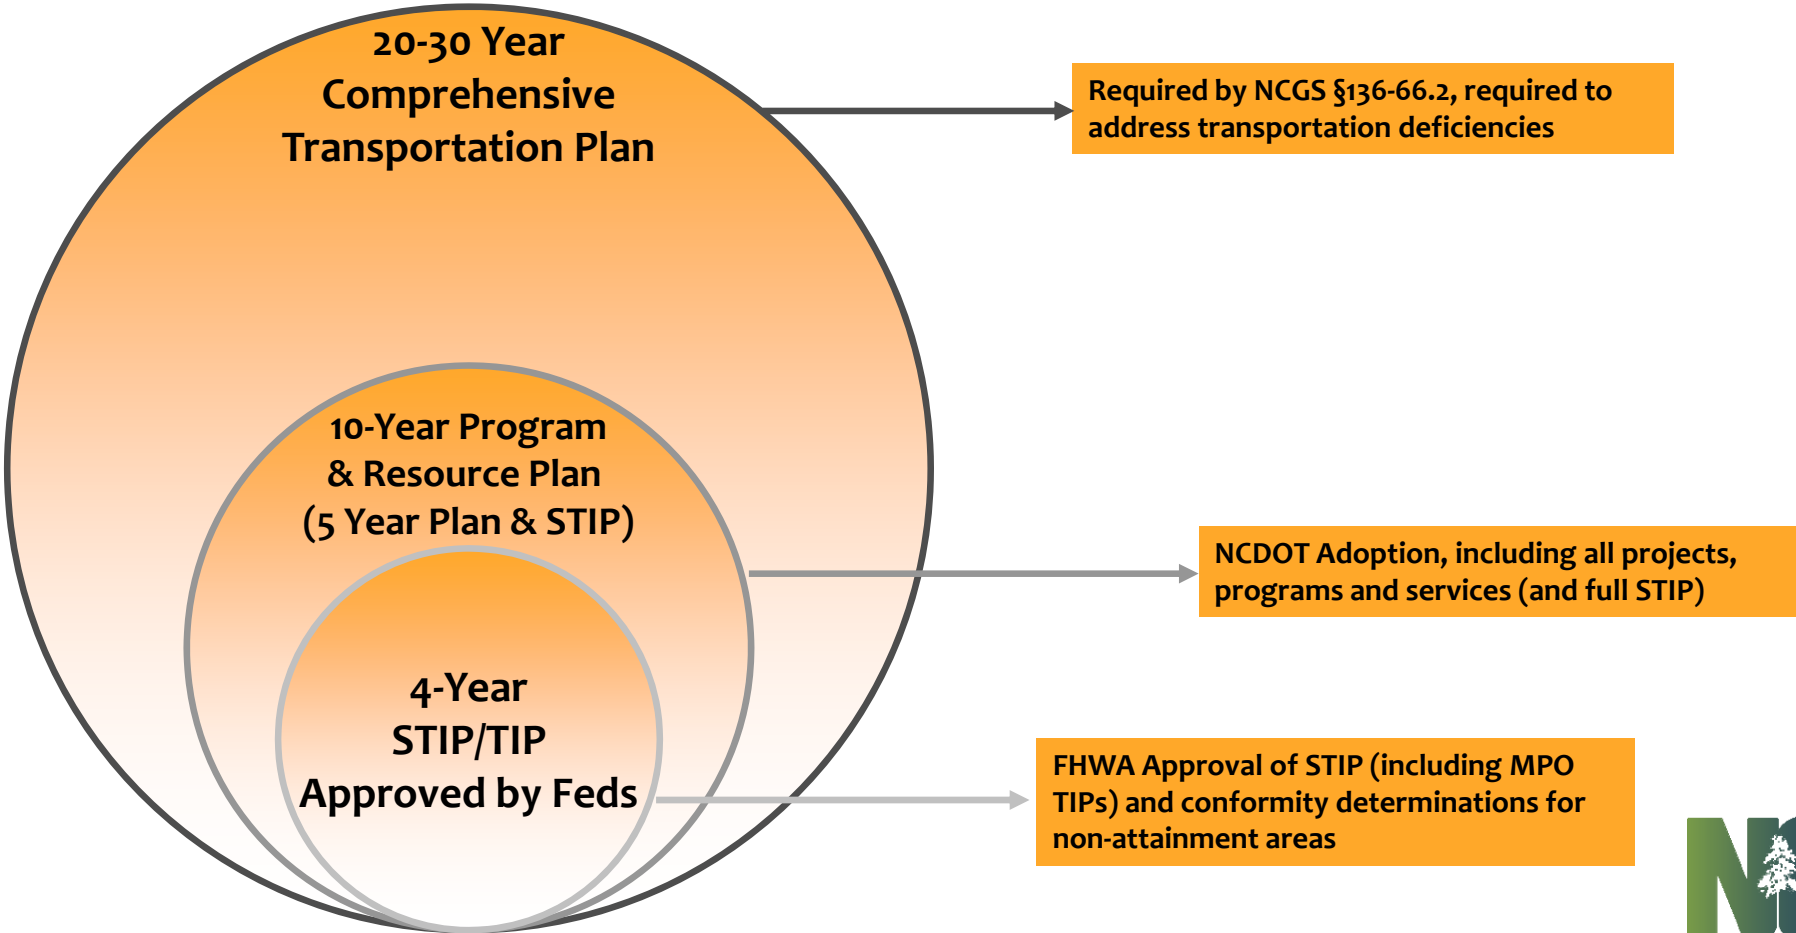 20-30 Year
Comprehensive
Transportation Plan
Required by NCGS §136-66.2, required to
address transportation deficiencies
10-Year Program
& Resource Plan
(5 Year Plan & STIP)
NCDOT Adoption, including all projects,
programs and services (and full STIP)
4-Year
STIP/TIP
Approved by Feds
FHWA Approval of STIP (including MPO
TIPs) and conformity determinations for
non-attainment areas